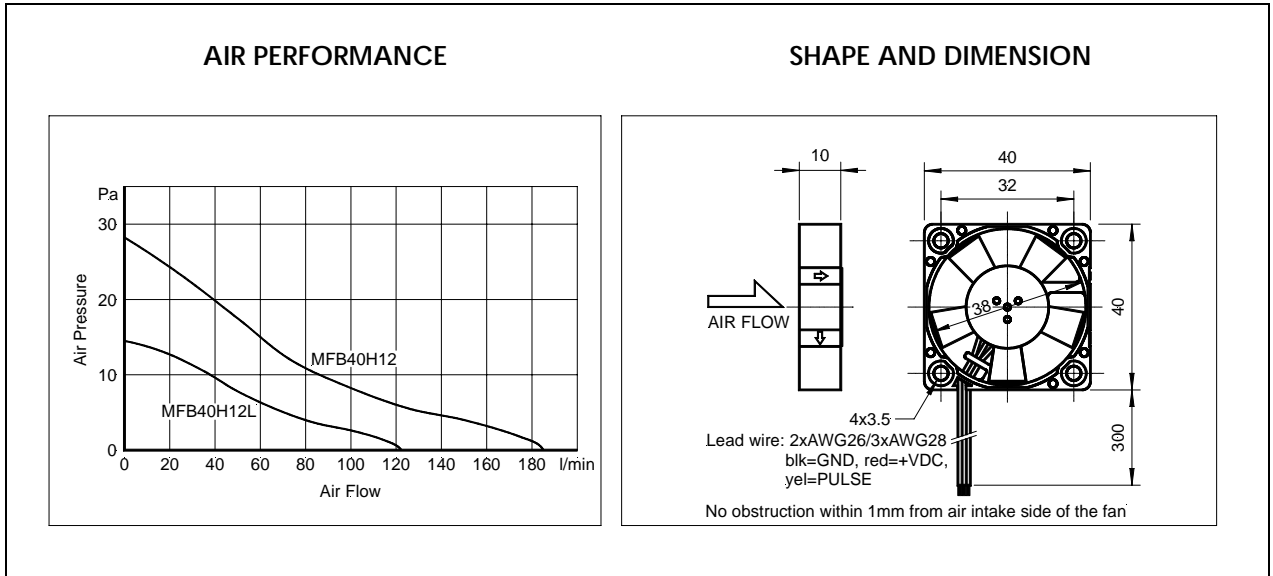 AIR PERFORMANCE
Pa
30
20
10
0
0 20 40 60 80 100 120 140 160 180 l/min
Air Pressure
Air Flow
MFB40H12
MFB40H12L
SHAPE AND DIMENSION
10
40
32
38
40
300
AIR FLOW
4x3.5
Lead wire: 2xAWG26/3xAWG28
blk=GND, red=+VDC,
yel=PULSE
No obstruction within 1mm from air intake side of the fan